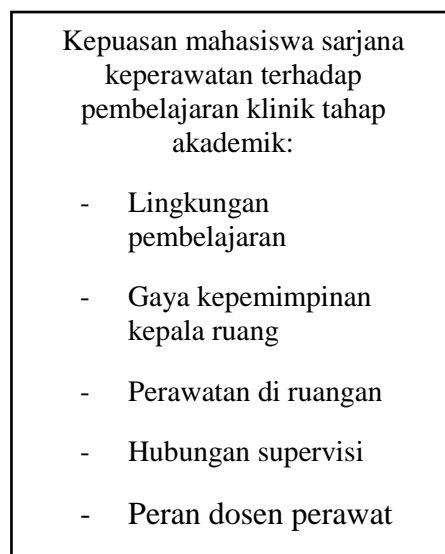 Kepuasan mahasiswa sarjana
keperawatan terhadap
pembelajaran klinik tahap
akademik:
- Lingkungan
pembelajaran
- Gaya kepemimpinan
kepala ruang
- Perawatan di ruangan
- Hubungan supervisi
- Peran dosen perawat